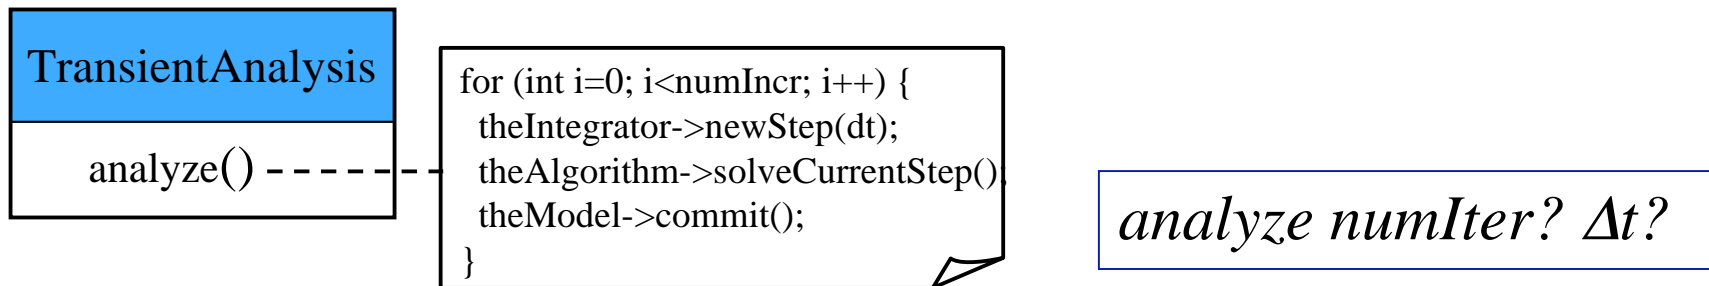 TransientAnalysis
analyze()
for (int i=0; i<numIncr; i++) {
theIntegrator->newStep(dt);
theAlgorithm->solveCurrentStep();
theModel->commit();
}
analyze numIter? Δt?